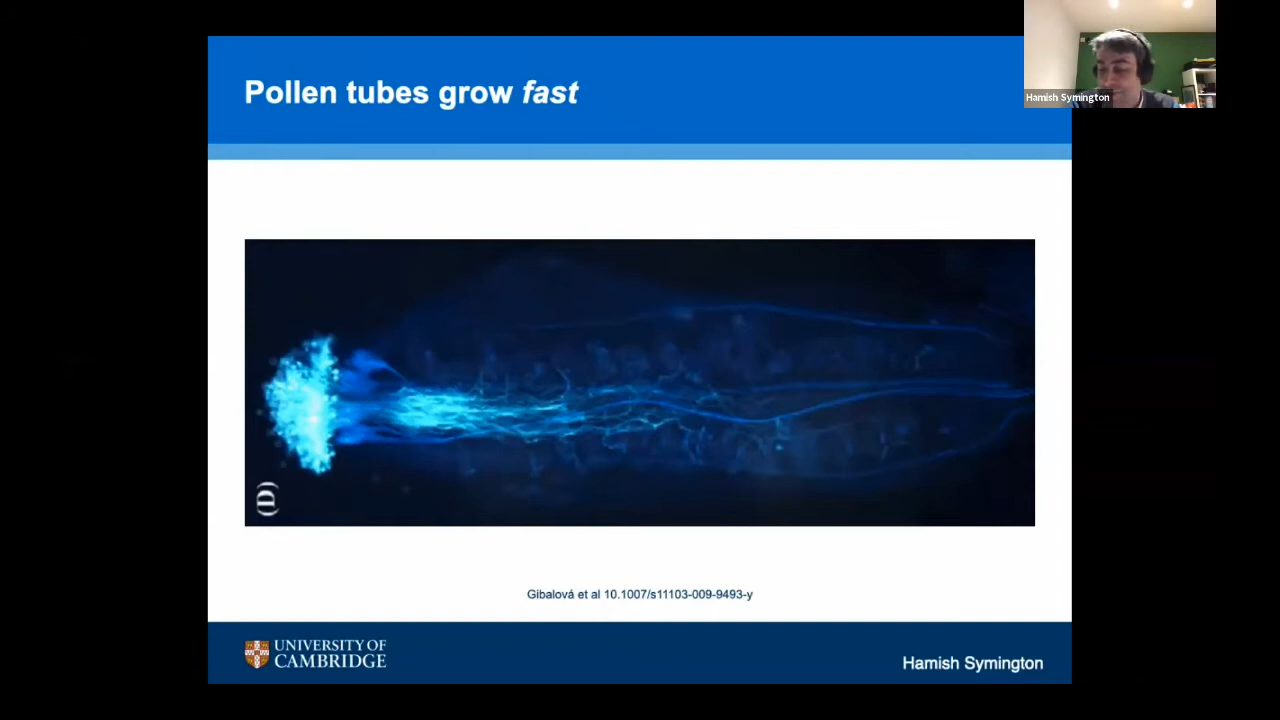 Pollen tubes grow fast
Hamish Symington
(D)
Gibalová et al 10.1007/s11103-009-9493-y
UNIVERSITY OF
CAMBRIDGE
Hamish Symington